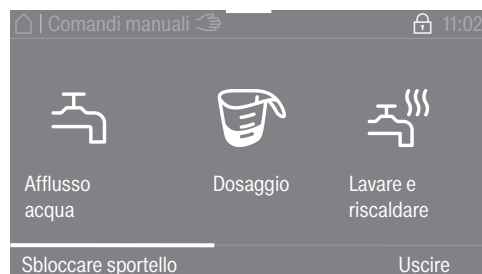 | Comandi manuali 11:02
Afflusso acqua
Dosaggio
Lavare e riscaldare
Sbloccare sportello Uscire